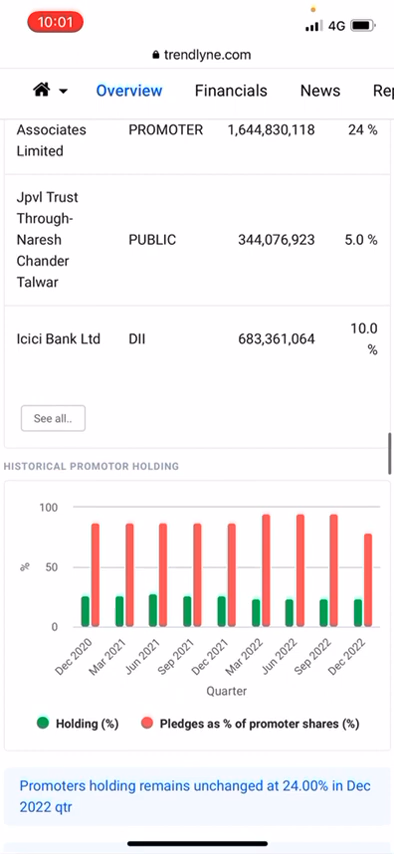 10:01
4G
trendlyne.com
Overview Financials News Rep
Associates PROMOTER 1,644,830,118 24 %
Limited
Jpvl Trust
Through-
Naresh PUBLIC 344,076,923 5.0 %
Chander
Talwar
Icici Bank Ltd DII 683,361,064 10.0
%
See all..
HISTORICAL PROMOTOR HOLDING
100
%
50
0
Dec 2020 Mar 2021 Jun 2021 Sep 2021 Dec 2021 Mar 2022 Jun 2022 Sep 2022 Dec 2022
Quarter
Holding (%) Pledges as % of promoter shares (%)
Promoters holding remains unchanged at 24.00% in Dec
2022 qtr